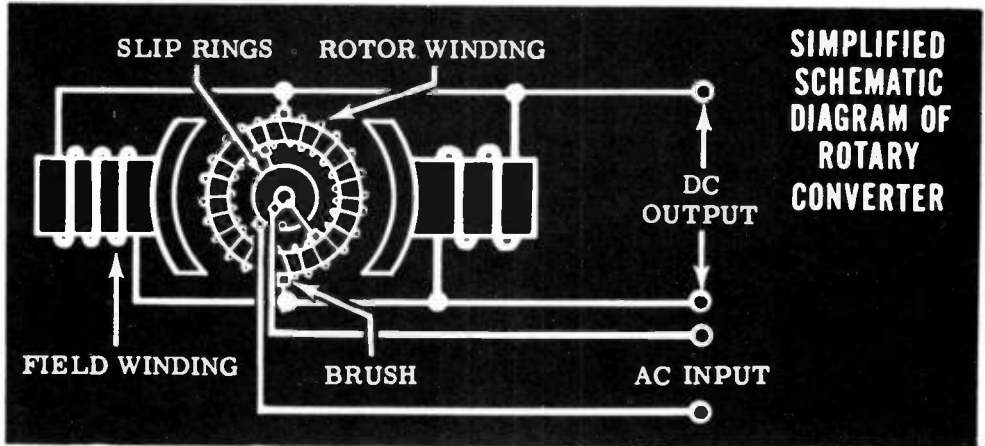 SLIP RINGS
ROTOR WINDING
SIMPLIFIED
SCHEMATIC
DIAGRAM OF
ROTARY
CONVERTER
DC
OUTPUT
FIELD WINDING
BRUSH
AC INPUT